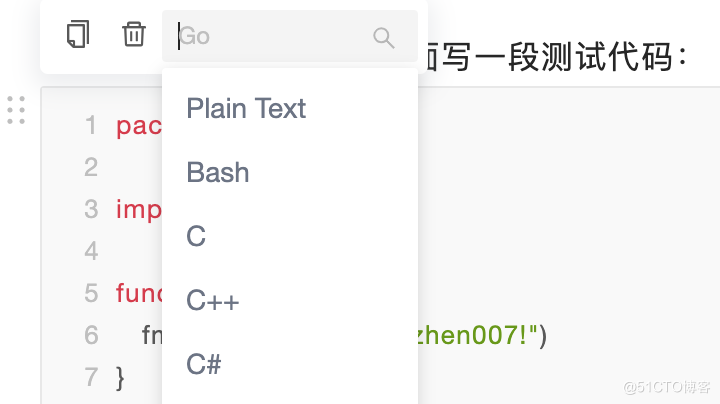 Go
面写一段测试代码：
Plain Text
Bash
C
C++
C#
1 pac
2
3 imp
4
5 func
6 fn zhen007!")
7 }
@51CTO博客